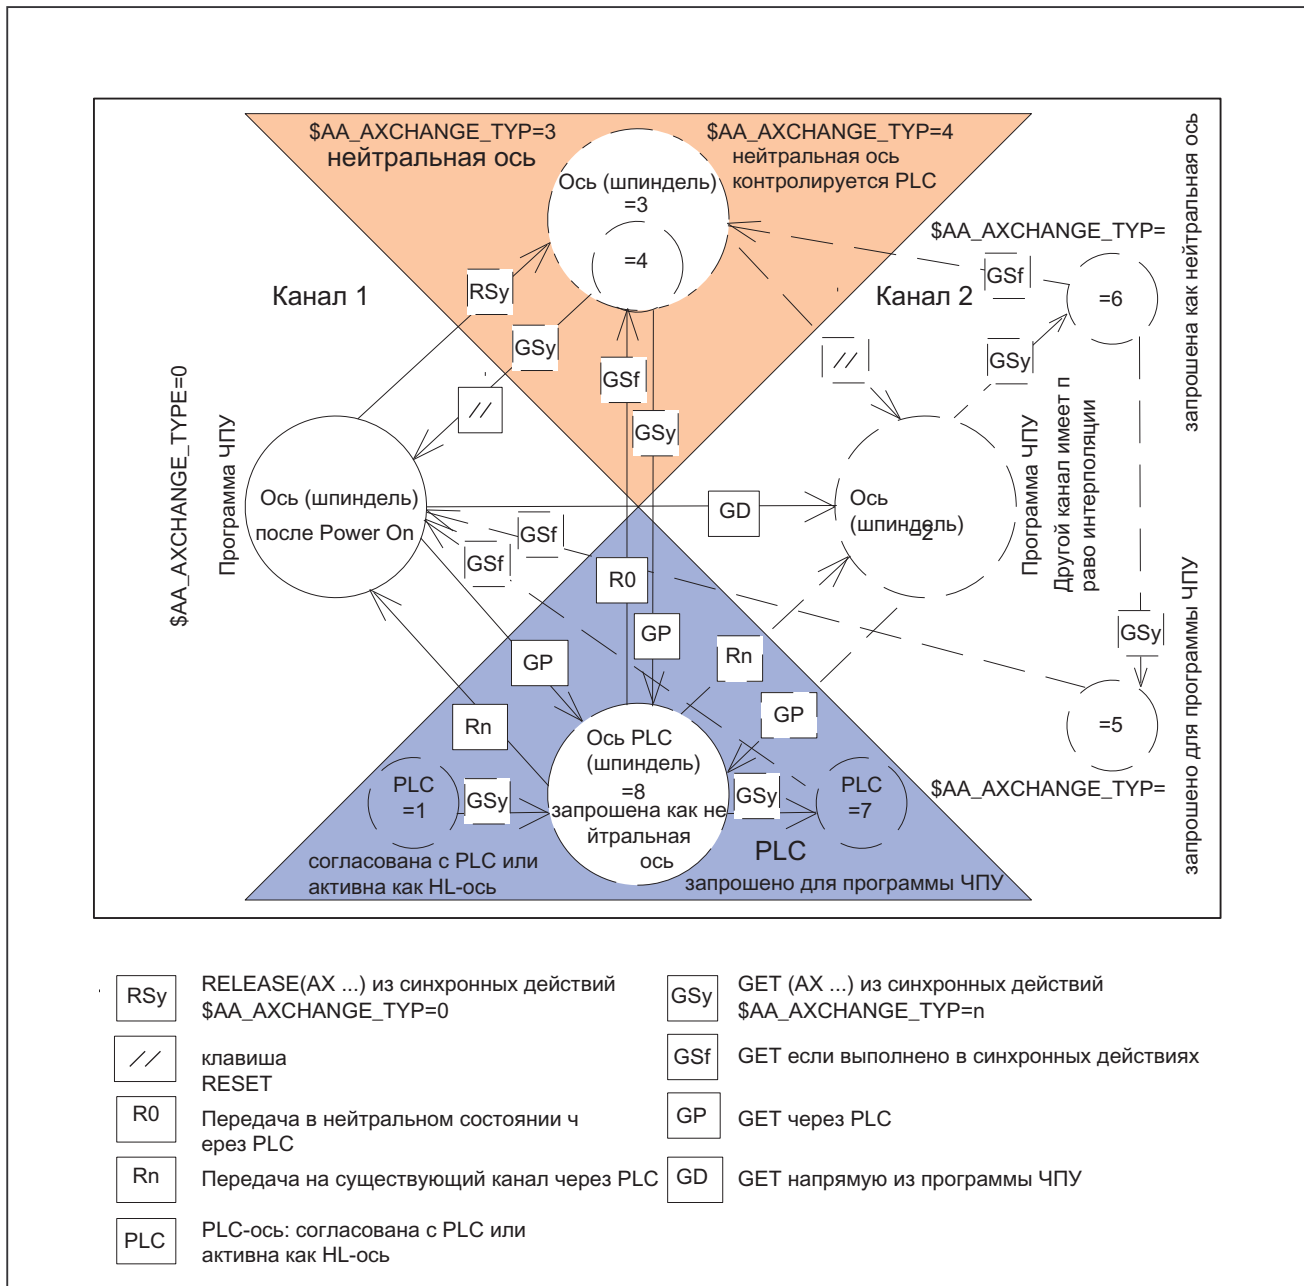 $AA_AXCHANGE_TYP=3
нейтральная ось
$AA_AXCHANGE_TYP=4
нейтральная ось
контролируется PLC
Ось (шпиндель)
=3
=4
запрошена как нейтральная ось
$AA_AXCHANGE_TYP=
=6
GSf
GSy
Канал 1
Канал 2
RSy
GSy
//
GSf
GSy
//
$AA_AXCHANGE_TYPE=0
Программа ЧПУ
Ось (шпиндель)
после Power On
GD
Ось
(шпиндель)
=2
Программа ЧПУ
Другой канал имеет п
раво интерполяции
GSf
GSf
R0
GP
GP
Rn
Rn
GP
GSy
=5
$AA_AXCHANGE_TYP=
запрошено для программы ЧПУ
PLC
=1
GSy
Ось PLC
(шпиндель)
=8
запрошена как не
йтральная
ось
GSy
PLC
=7
PLC
согласована с PLC или
активна как HL-ось
запрошено для программы ЧПУ
RSy
RELEASE(AX ...) из синхронных действий
$AA_AXCHANGE_TYP=0
GSy
GET (AX ...) из синхронных действий
$AA_AXCHANGE_TYP=n
//
клавиша
RESET
GSf
GET если выполнено в синхронных действиях
R0
Передача в нейтральном состоянии ч
ерез PLC
GP
GET через PLC
Rn
Передача на существующий канал через PLC
GD
GET напрямую из программы ЧПУ
PLC
PLC-ось: согласована с PLC или
активна как HL-ось